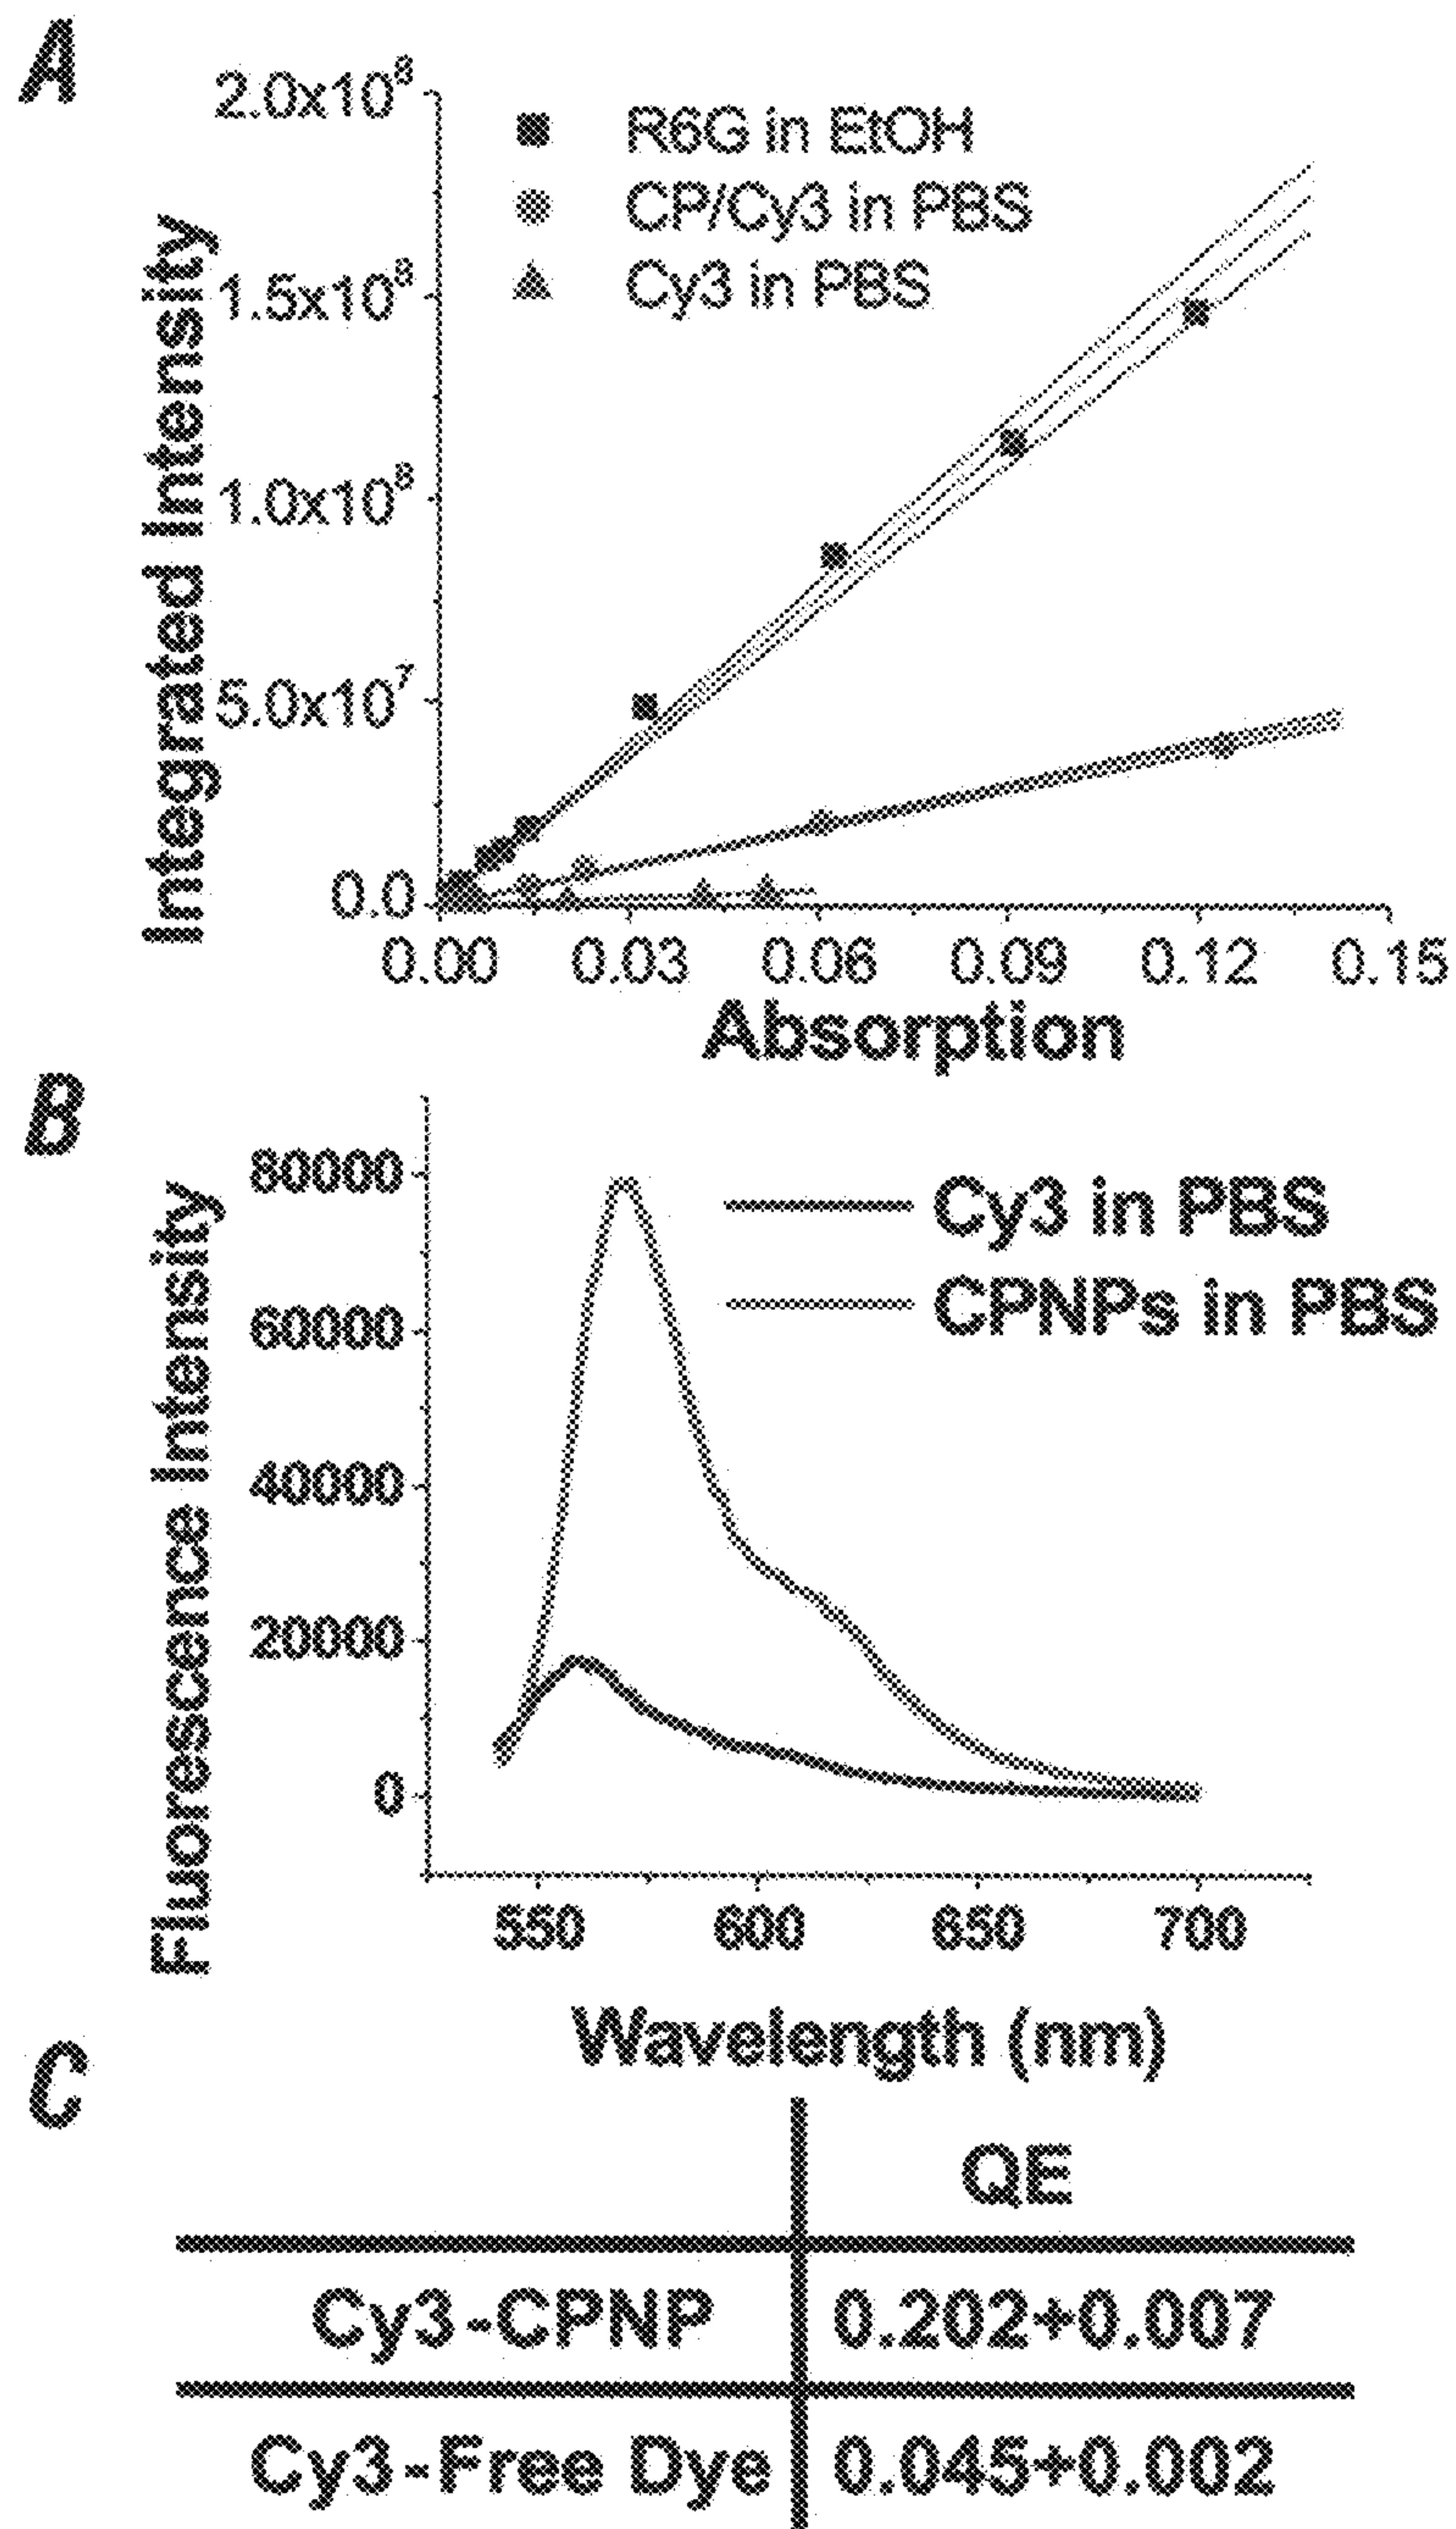 A
2.0x10⁸
R6G in EtOH
CP/Cy3 in PBS
1.5x10⁸
Cy3 in PBS
1.0x10⁸
5.0x10⁷
0.0
Integrated Intensity
0.00 0.03 0.06 0.09 0.12 0.15
Absorption
B
80000
Cy3 in PBS
CPNPs in PBS
60000
40000
20000
0
Fluorescence Intensity
550 600 650 700
Wavelength (nm)
C
QE
Cy3-CPNP 0.202+0.007
Cy3-Free Dye 0.045+0.002